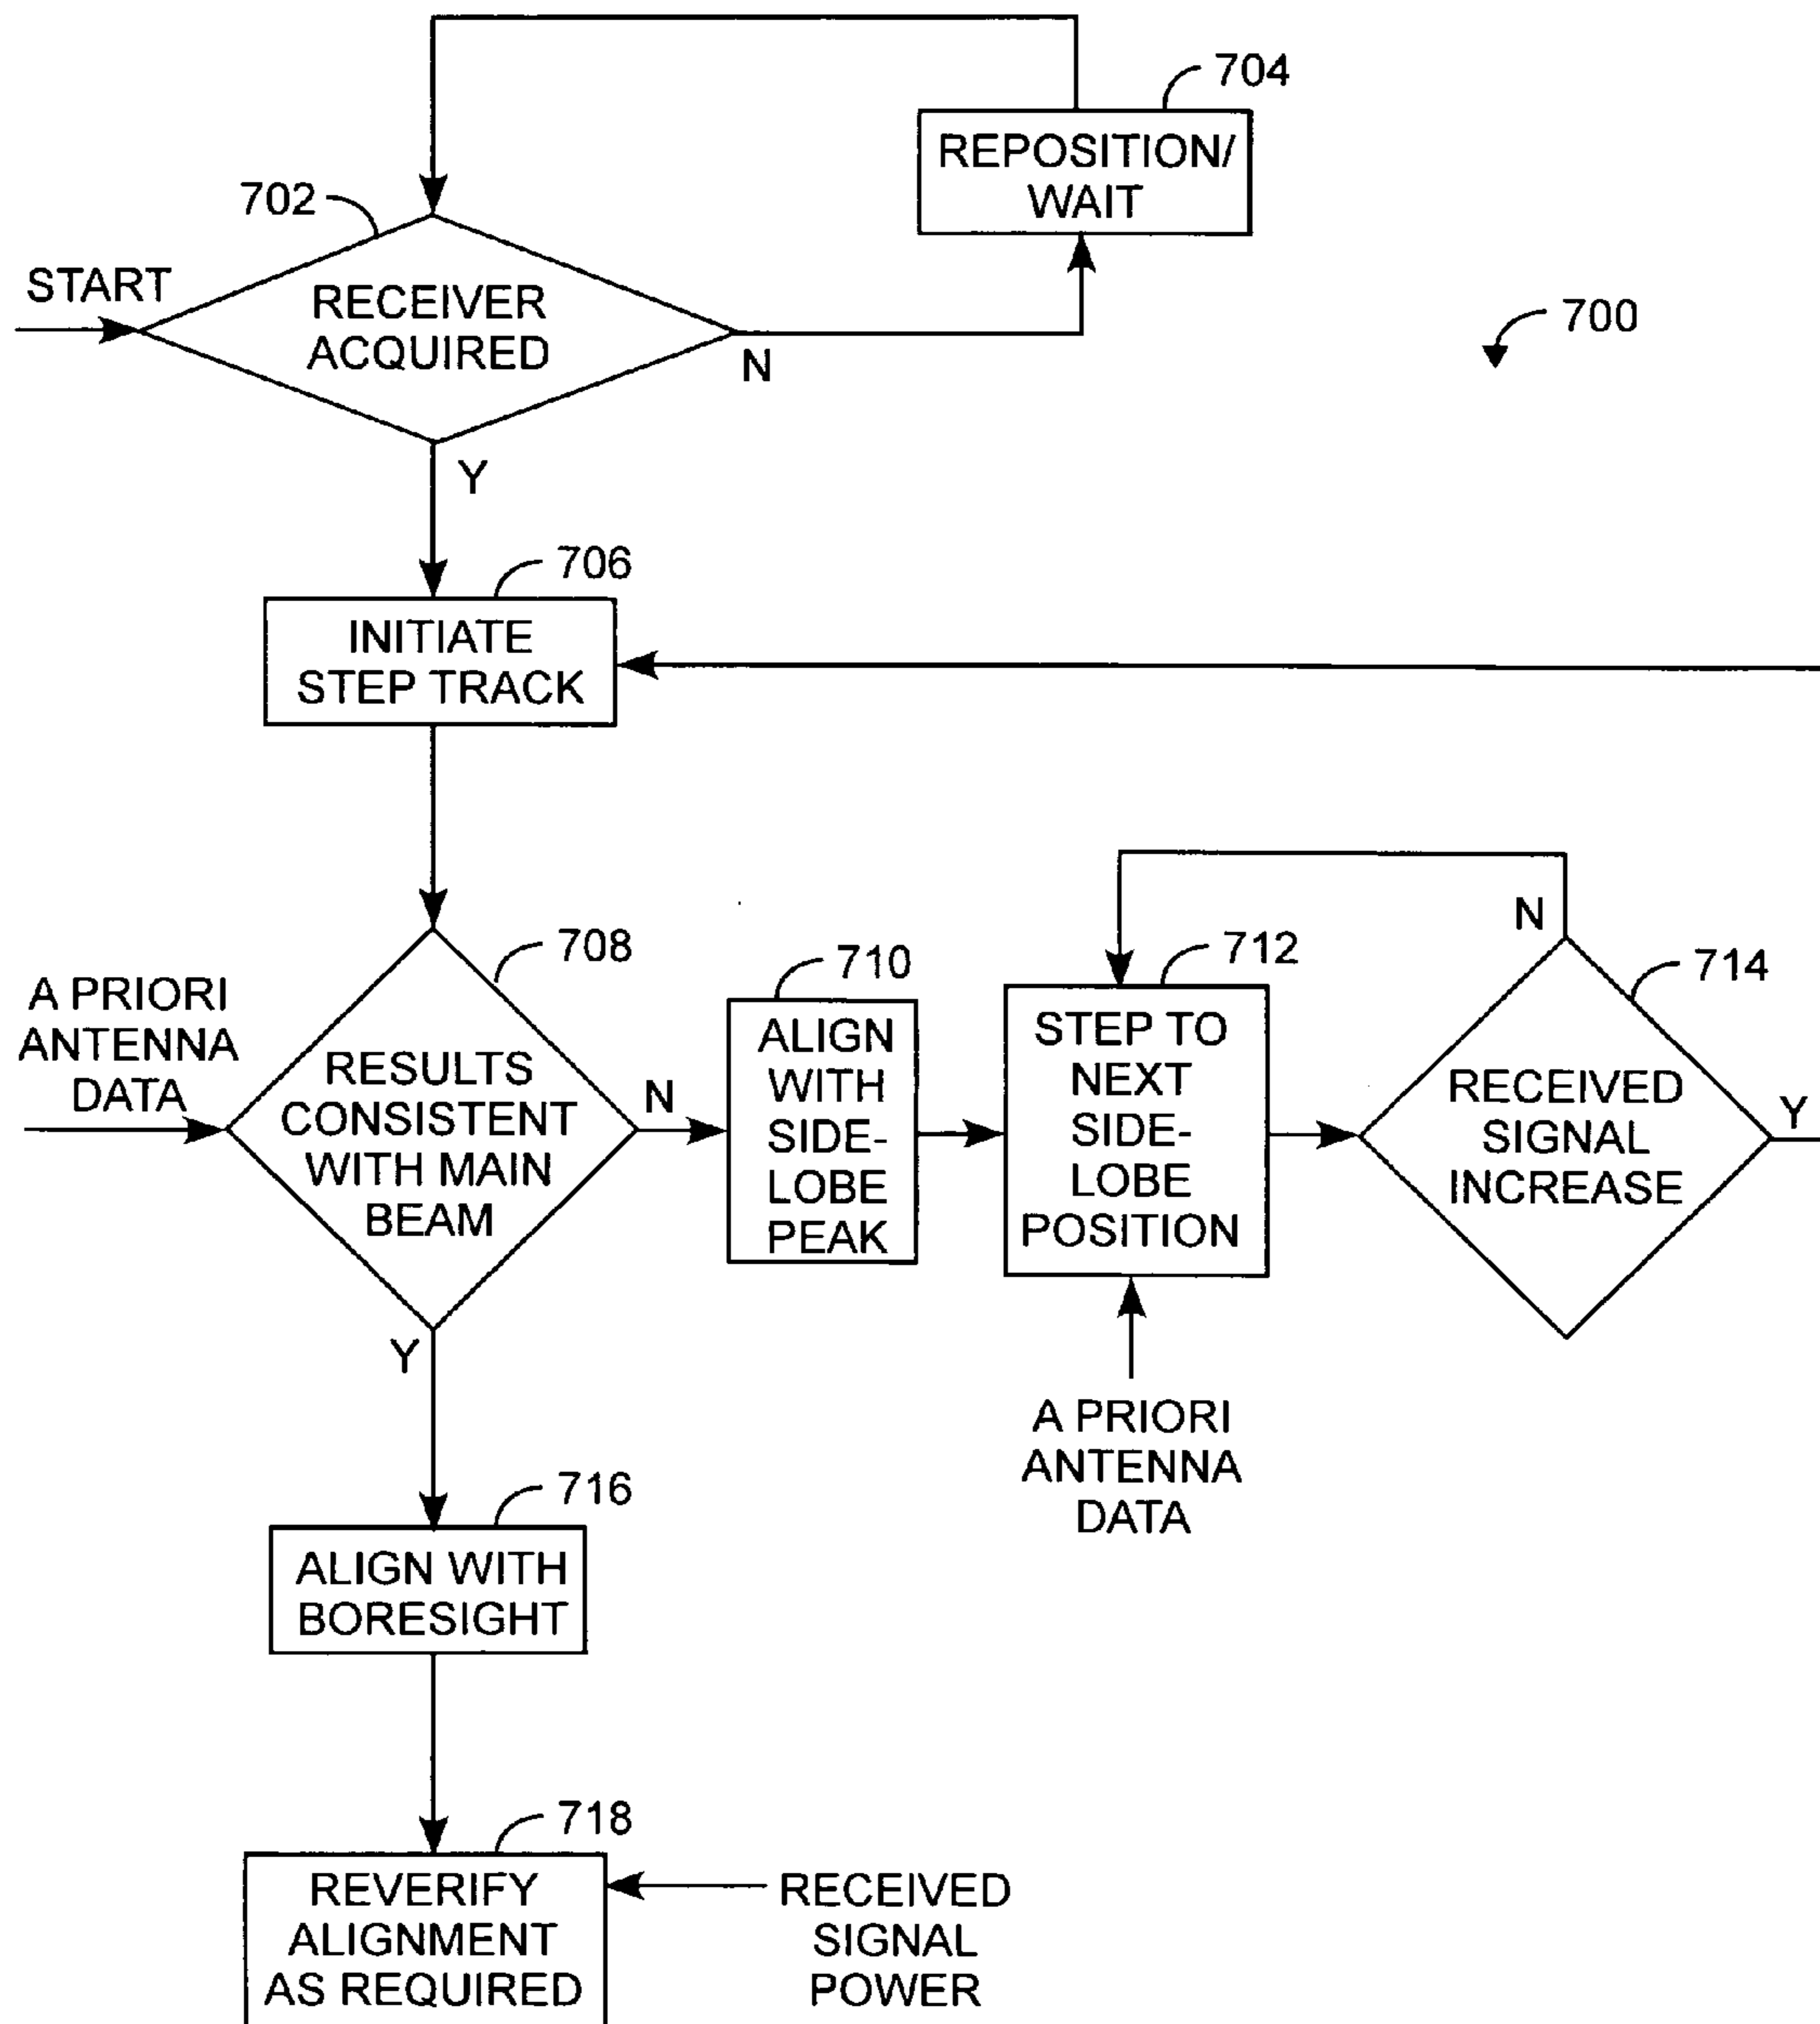 704
REPOSITION/
WAIT
702
START
RECEIVER
ACQUIRED
N
700
Y
706
INITIATE
STEP TRACK
708
A PRIORI
ANTENNA
DATA
RESULTS
CONSISTENT
WITH MAIN
BEAM
N
Y
710
ALIGN
WITH
SIDE-
LOBE
PEAK
712
STEP TO
NEXT
SIDE-
LOBE
POSITION
A PRIORI
ANTENNA
DATA
N
714
RECEIVED
SIGNAL
INCREASE
Y
716
ALIGN WITH
BORESIGHT
718
REVERIFY
ALIGNMENT
AS REQUIRED
RECEIVED
SIGNAL
POWER